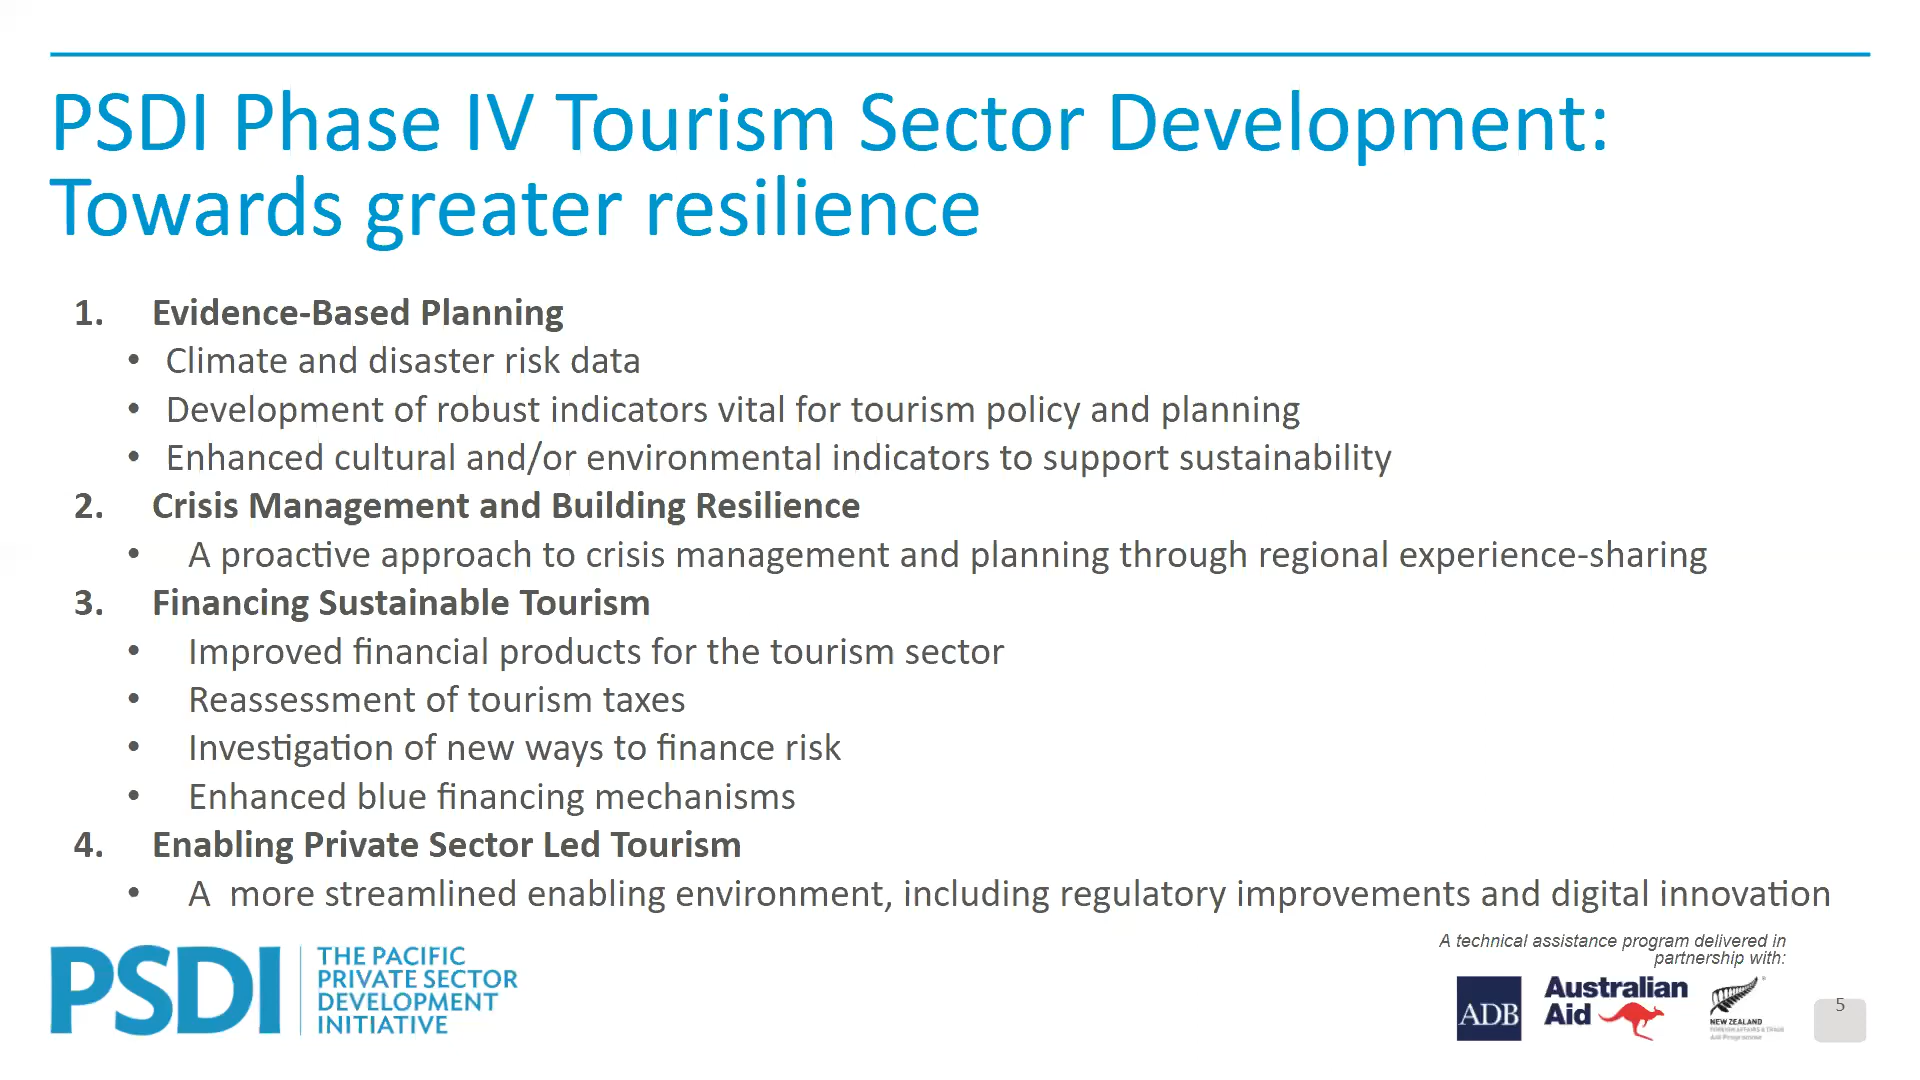 PSDI Phase IV Tourism Sector Development:
Towards greater resilience
1. Evidence-Based Planning
• Climate and disaster risk data
• Development of robust indicators vital for tourism policy and planning
• Enhanced cultural and/or environmental indicators to support sustainability
2. Crisis Management and Building Resilience
• A proactive approach to crisis management and planning through regional experience-sharing
3. Financing Sustainable Tourism
• Improved financial products for the tourism sector
• Reassessment of tourism taxes
• Investigation of new ways to finance risk
• Enhanced blue financing mechanisms
4. Enabling Private Sector Led Tourism
• A  more streamlined enabling environment, including regulatory improvements and digital innovation
PSDI
THE PACIFIC
PRIVATE SECTOR
DEVELOPMENT
INITIATIVE
A technical assistance program delivered in
partnership with:
ADB
Australian
Aid
NEW ZEALAND
FOREIGN AFFAIRS & TRADE
Aid Programme
5